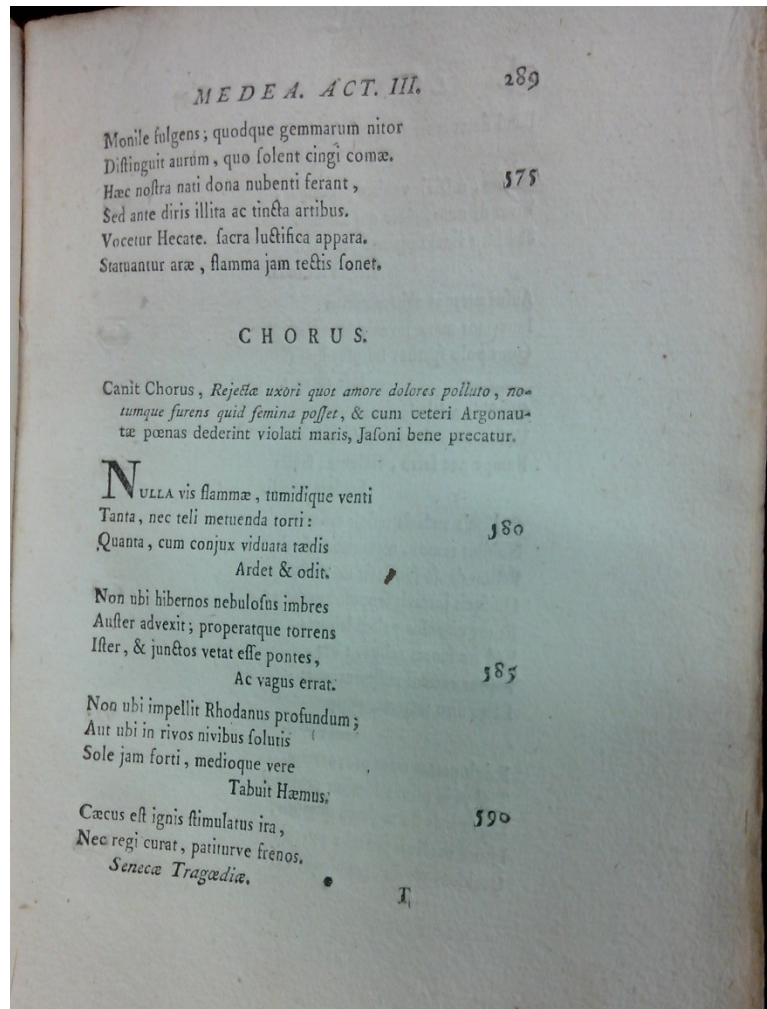 MEDEA. ACT. III. 289
Monile fulgens; quodque gemmarum nitor
Diſtinguit aurum, quo ſolent cingi comæ.
Hæc noſtra nati dona nubenti ferant, 575
Sed ante diris illita ac tincta artibus.
Vocetur Hecate. ſacra luctifica appara.
Statuantur aræ, flamma jam tectis ſonet.
CHORUS.
Canit Chorus, Rejectæ uxori quot amore dolores polluto, no-
tumque furens quid femina poſſet, & cum ceteri Argonau-
tæ pœnas dederint violati maris, Jaſoni bene precatur.
NULLA vis flammæ, tumidique venti
Tanta, nec teli metuenda torti: 580
Quanta, cum conjux viduata tædis
Ardet & odit.
Non ubi hibernos nebuloſus imbres
Auſter advexit; properatque torrens
Iſter, & junctos vetat eſſe pontes, 585
Ac vagus errat.
Non ubi impellit Rhodanus profundum;
Aut ubi in rivos nivibus ſolutis
Sole jam forti, medioque vere
Tabuit Hæmus.
Cæcus eſt ignis ſtimulatus ira, 590
Nec regi curat, patiturve frenos.
Senecæ Tragœdiæ. T